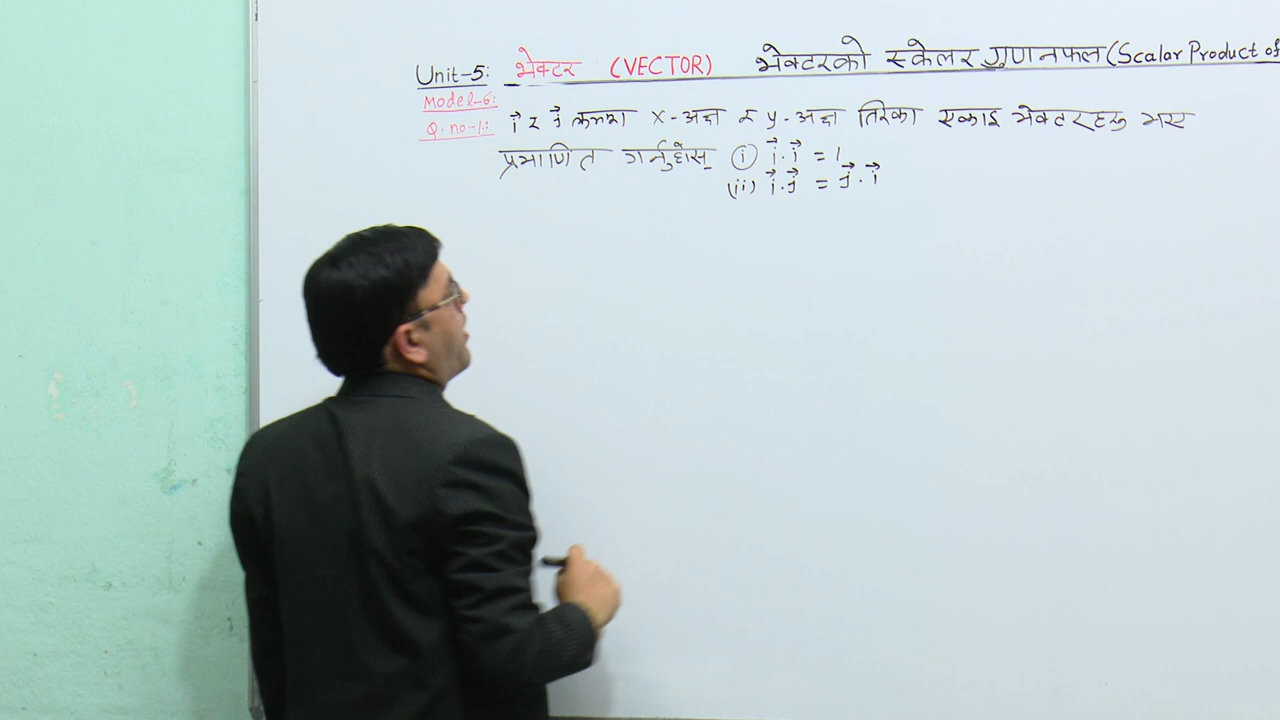 Unit-5: भेक्टर (VECTOR) भेक्टरको स्केलर गुणनफल (Scalar Product of
Model-6:
Q.no-1: i⃗ र j⃗ क्रमशः x-अक्ष र y-अक्ष तिरका एकाइ भेक्टरहरू भए
प्रमाणित गर्नुहोस् (i) i⃗.i⃗ = 1
(ii) i⃗.j⃗ = j⃗.i⃗